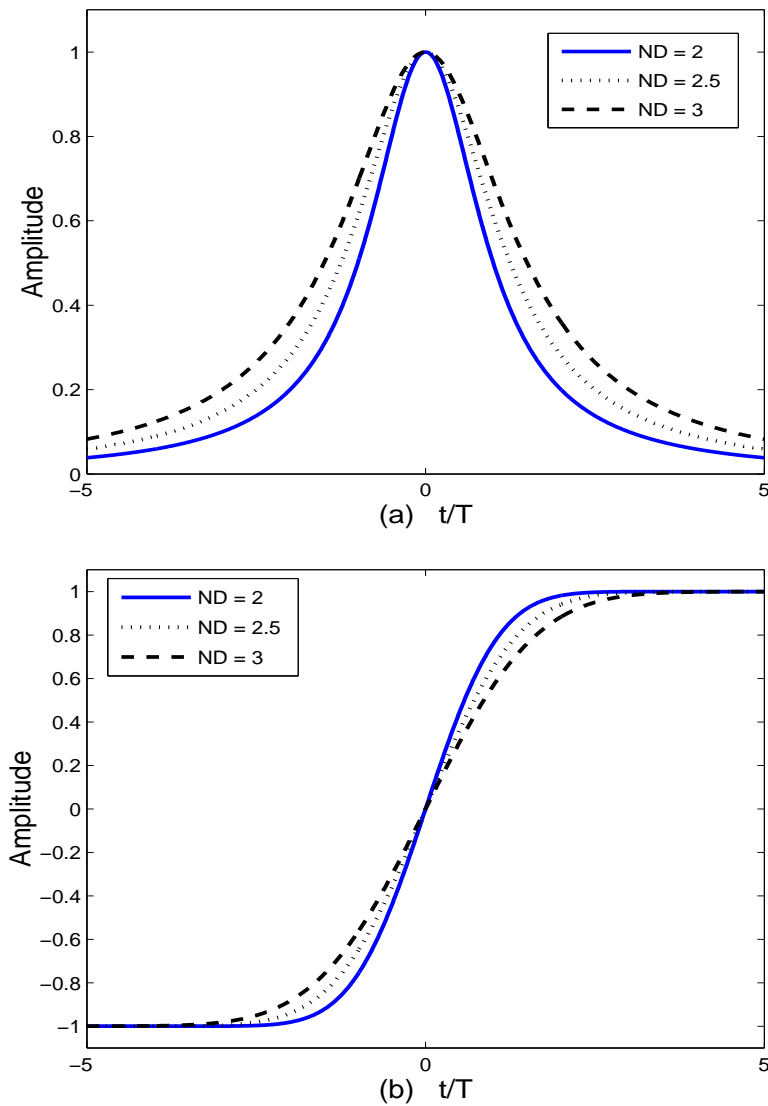 1
0.8
0.6
0.4
0.2
0
Amplitude
ND = 2
ND = 2.5
ND = 3
−5
0
5
(a) t/T
ND = 2
ND = 2.5
ND = 3
1
0.8
0.6
0.4
0.2
0
−0.2
−0.4
−0.6
−0.8
−1
Amplitude
−5
0
5
(b) t/T